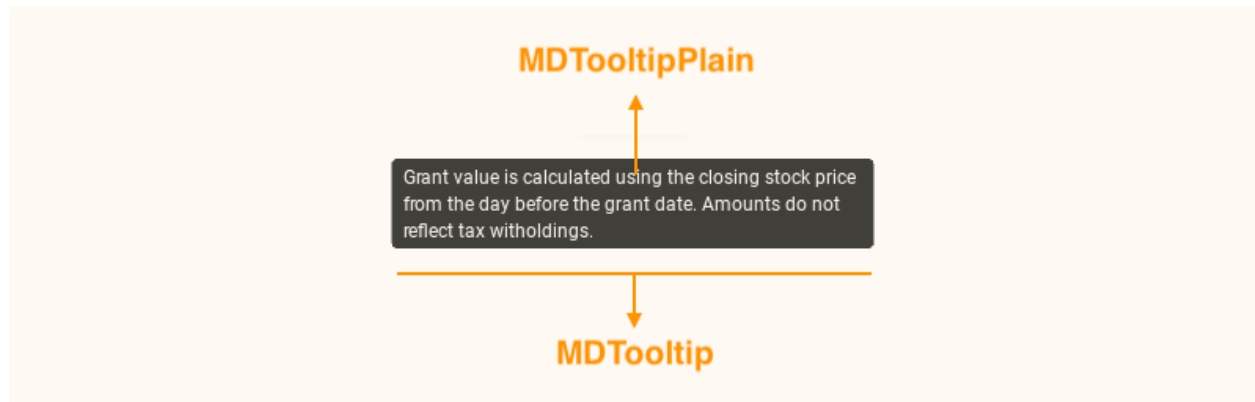 MDTooltipPlain
Grant value is calculated using the closing stock price
from the day before the grant date. Amounts do not
reflect tax witholdings.
MDTooltip